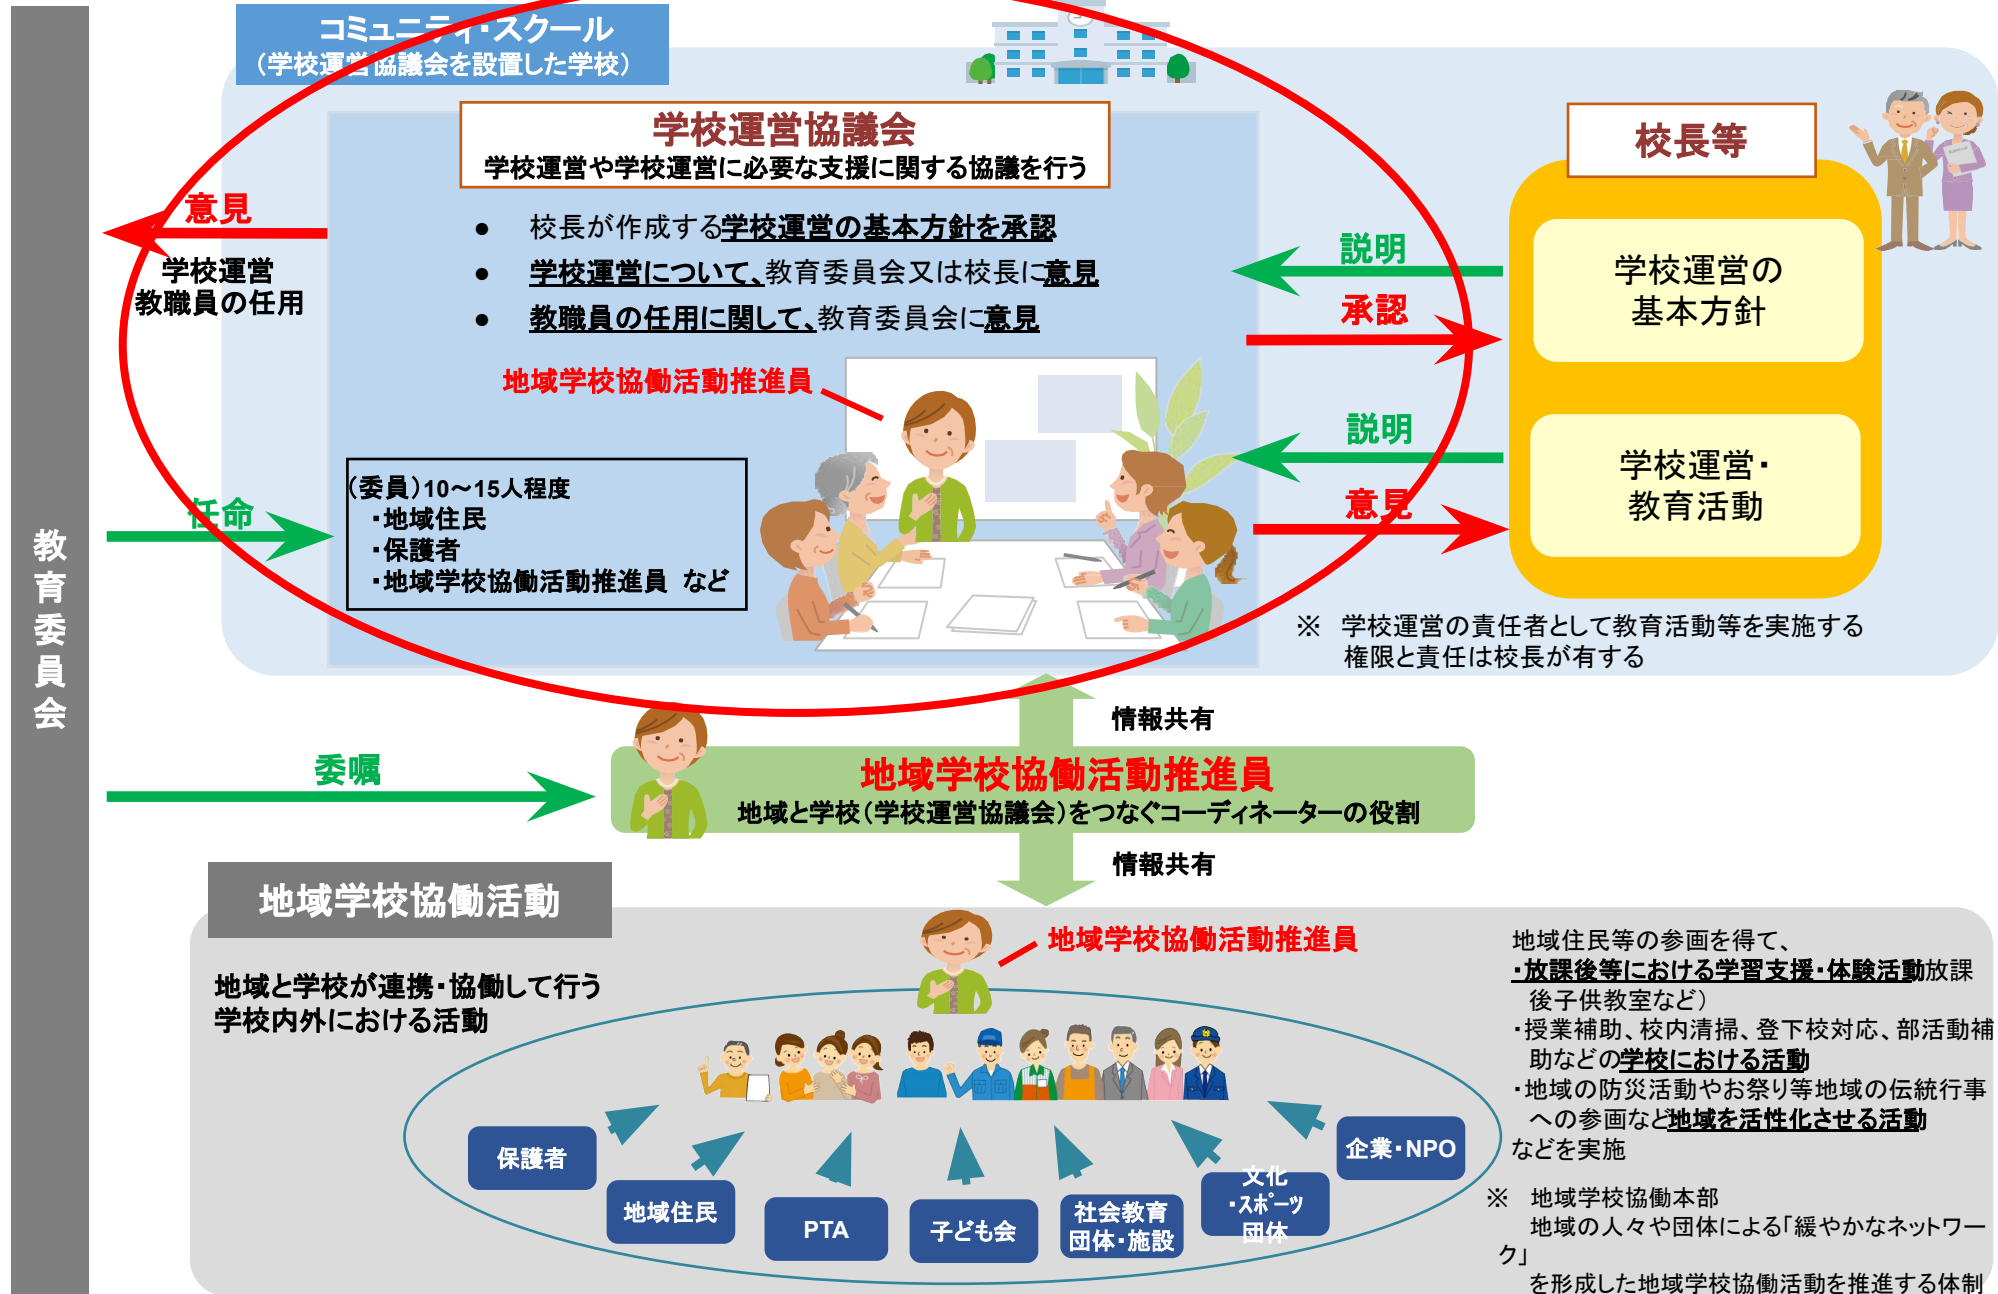 コミュニティ・スクール
（学校運営協議会を設置した学校）
学校運営協議会
学校運営や学校運営に必要な支援に関する協議を行う
● 校長が作成する学校運営の基本方針を承認
● 学校運営について、教育委員会又は校長に意見
● 教職員の任用に関して、教育委員会に意見
地域学校協働活動推進員
（委員）10～15人程度
・地域住民
・保護者
・地域学校協働活動推進員 など
意見
学校運営
教職員の任用
任命
教育委員会
説明
承認
説明
意見
校長等
学校運営の
基本方針
学校運営・
教育活動
※ 学校運営の責任者として教育活動等を実施する
権限と責任は校長が有する
情報共有
委嘱
地域学校協働活動推進員
地域と学校（学校運営協議会）をつなぐコーディネーターの役割
情報共有
地域学校協働活動
地域と学校が連携・協働して行う
学校内外における活動
地域学校協働活動推進員
保護者
地域住民
PTA
子ども会
社会教育
団体・施設
文化
・スポーツ
団体
企業・NPO
地域住民等の参画を得て、
・放課後等における学習支援・体験活動放課
後子供教室など）
・授業補助、校内清掃、登下校対応、部活動補
助などの学校における活動
・地域の防災活動やお祭り等地域の伝統行事
への参画など地域を活性化させる活動
などを実施
※ 地域学校協働本部
地域の人々や団体による「緩やかなネットワー
ク」
を形成した地域学校協働活動を推進する体制